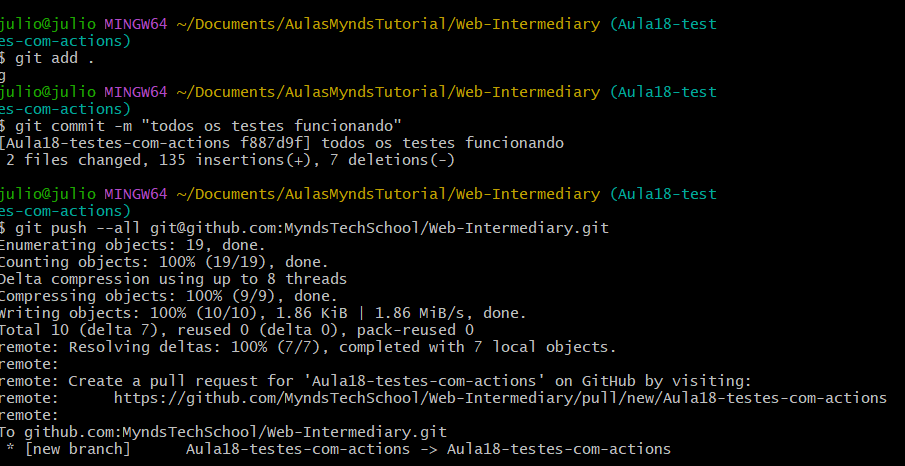 julio@julio MINGW64 ~/Documents/AulasMyndsTutorial/Web-Intermediary (Aula18-test
es-com-actions)
$ git add .
g
julio@julio MINGW64 ~/Documents/AulasMyndsTutorial/Web-Intermediary (Aula18-test
es-com-actions)
$ git commit -m "todos os testes funcionando"
[Aula18-testes-com-actions f887d9f] todos os testes funcionando
 2 files changed, 135 insertions(+), 7 deletions(-)

julio@julio MINGW64 ~/Documents/AulasMyndsTutorial/Web-Intermediary (Aula18-test
es-com-actions)
$ git push --all git@github.com:MyndsTechSchool/Web-Intermediary.git
Enumerating objects: 19, done.
Counting objects: 100% (19/19), done.
Delta compression using up to 8 threads
Compressing objects: 100% (9/9), done.
Writing objects: 100% (10/10), 1.86 KiB | 1.86 MiB/s, done.
Total 10 (delta 7), reused 0 (delta 0), pack-reused 0
remote: Resolving deltas: 100% (7/7), completed with 7 local objects.
remote:
remote: Create a pull request for 'Aula18-testes-com-actions' on GitHub by visiting:
remote:      https://github.com/MyndsTechSchool/Web-Intermediary/pull/new/Aula18-testes-com-actions
remote:
To github.com:MyndsTechSchool/Web-Intermediary.git
 * [new branch]      Aula18-testes-com-actions -> Aula18-testes-com-actions